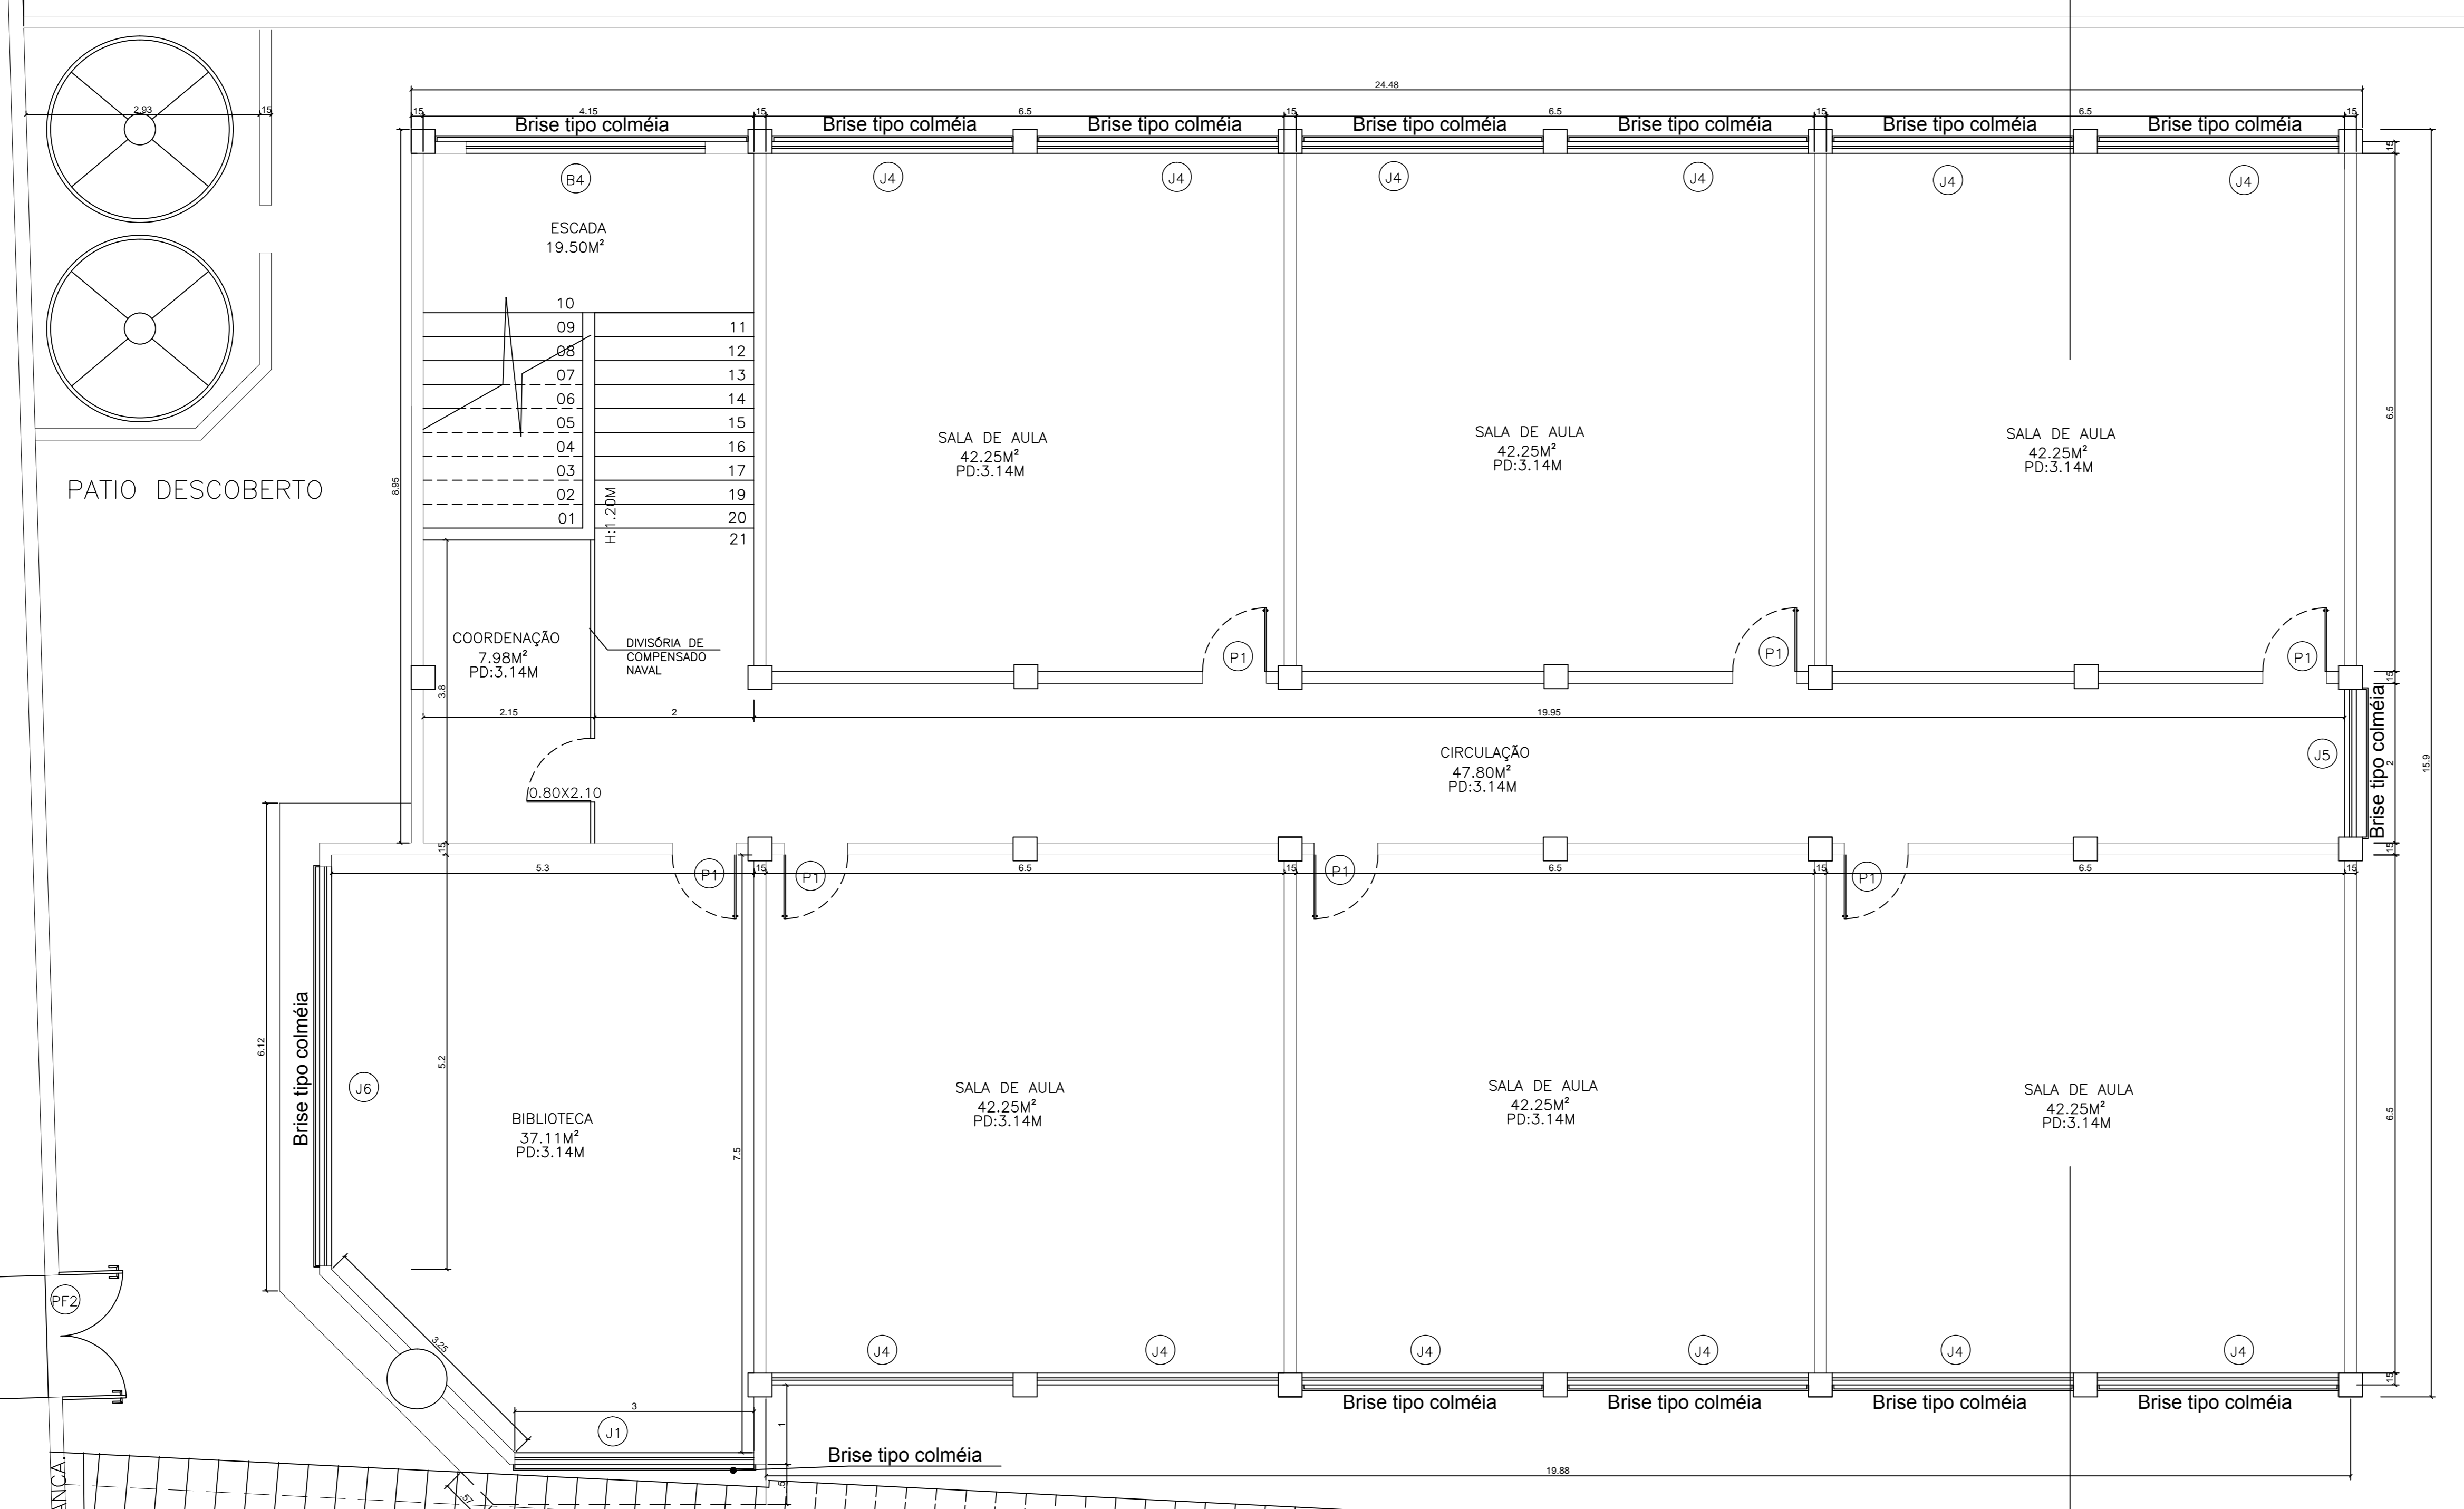 24.48
2.93
15
15
4.15
15
6.5
15
6.5
15
6.5
15
Brise tipo colméia
Brise tipo colméia
Brise tipo colméia
Brise tipo colméia
Brise tipo colméia
Brise tipo colméia
Brise tipo colméia
15
B4
J4
J4
J4
J4
J4
J4
ESCADA
19.50M²
10
09
08
07
06
05
04
03
02
01
11
12
13
14
15
16
17
19
20
21
H:1.20M
8.95
PATIO DESCOBERTO
SALA DE AULA
42.25M²
PD:3.14M
SALA DE AULA
42.25M²
PD:3.14M
SALA DE AULA
42.25M²
PD:3.14M
6.5
COORDENAÇÃO
7.98M²
PD:3.14M
DIVISÓRIA DE
COMPENSADO
NAVAL
P1
P1
P1
15
3.8
2.15
2
19.95
CIRCULAÇÃO
47.80M²
PD:3.14M
J5
Brise tipo colméia
2
15.9
0.80X2.10
15
15
5.3
P1
15
P1
6.5
15
P1
6.5
15
P1
6.5
15
6.12
Brise tipo colméia
J6
5.2
7.5
BIBLIOTECA
37.11M²
PD:3.14M
SALA DE AULA
42.25M²
PD:3.14M
SALA DE AULA
42.25M²
PD:3.14M
SALA DE AULA
42.25M²
PD:3.14M
6.5
PF2
3.25
J4
J4
J4
J4
J4
J4
15
Brise tipo colméia
Brise tipo colméia
Brise tipo colméia
Brise tipo colméia
3
J1
1
Brise tipo colméia
19.88
.5
.57